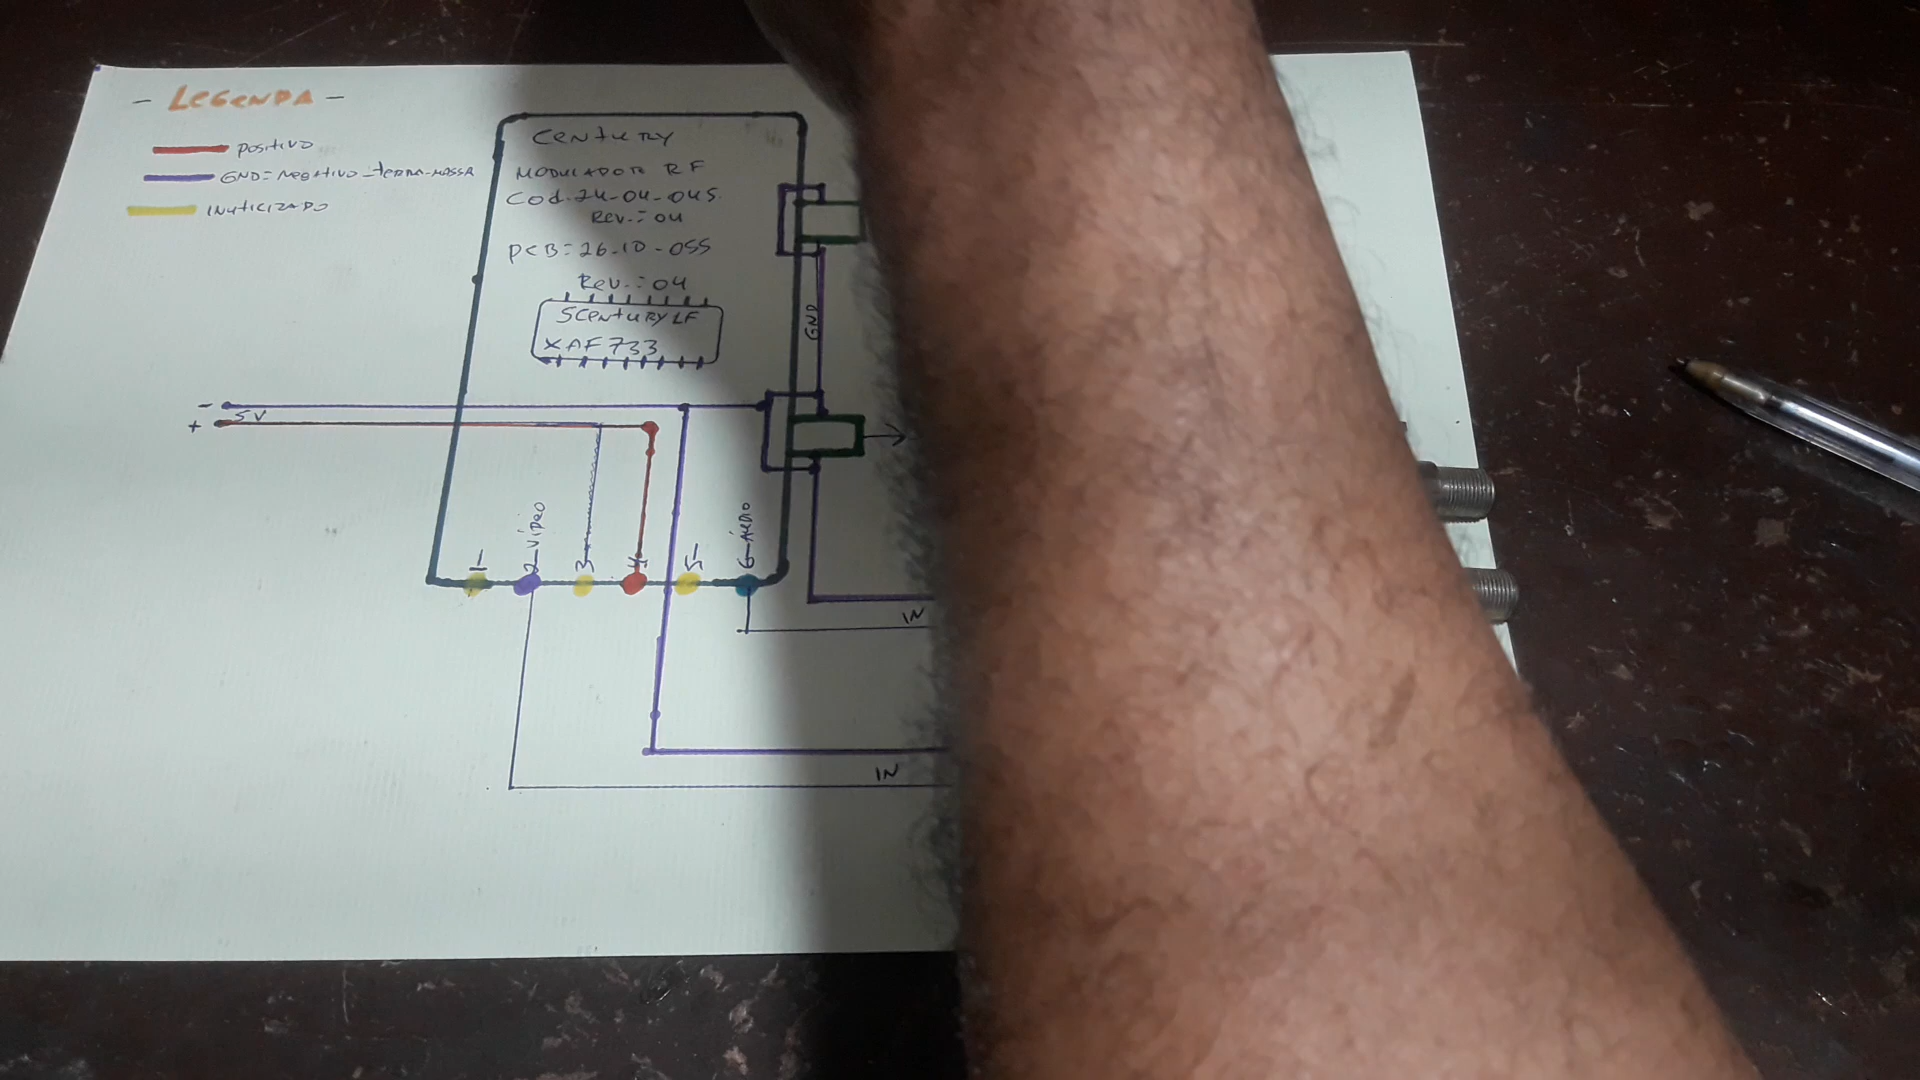 - LEGENDA -
POSITIVO
GND=NEGATIVO-TERRA-MASSA
INUTILIZADO
CENTURY
MODULADOR RF
Cod.24-04-045.
Rev.:04
PCB=26-10-055
Rev.:04
SCENTURY LF
XAF733
GND
-
5V
+
1-
2-VÍDEO
3-
4
5-
6-ÁUDIO
IN
IN